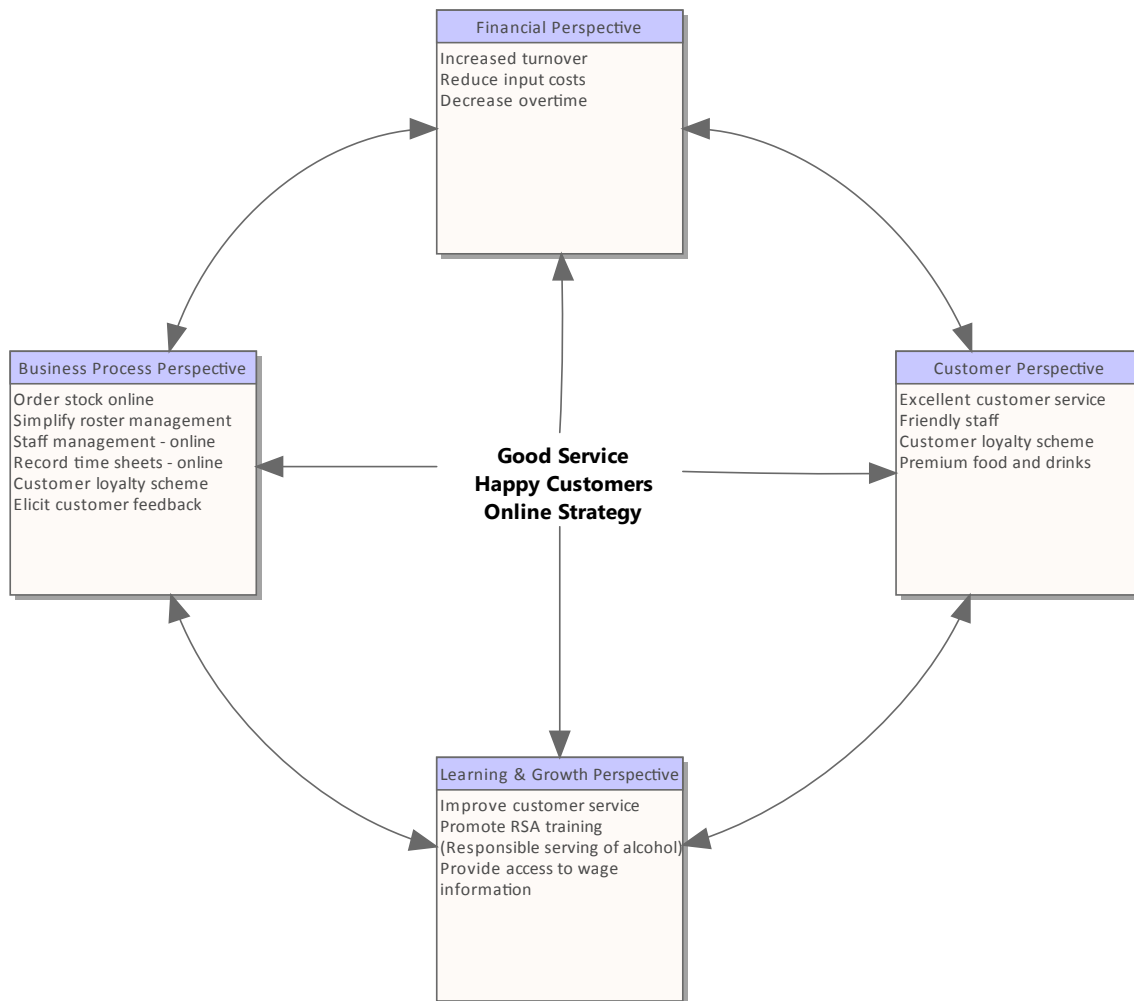 Financial Perspective
Increased turnover
Reduce input costs
Decrease overtime
Business Process Perspective
Order stock online
Simplify roster management
Staff management - online
Record time sheets - online
Customer loyalty scheme
Elicit customer feedback
Good Service
Happy Customers
Online Strategy
Customer Perspective
Excellent customer service
Friendly staff
Customer loyalty scheme
Premium food and drinks
Learning & Growth Perspective
Improve customer service
Promote RSA training
(Responsible serving of alcohol)
Provide access to wage
information